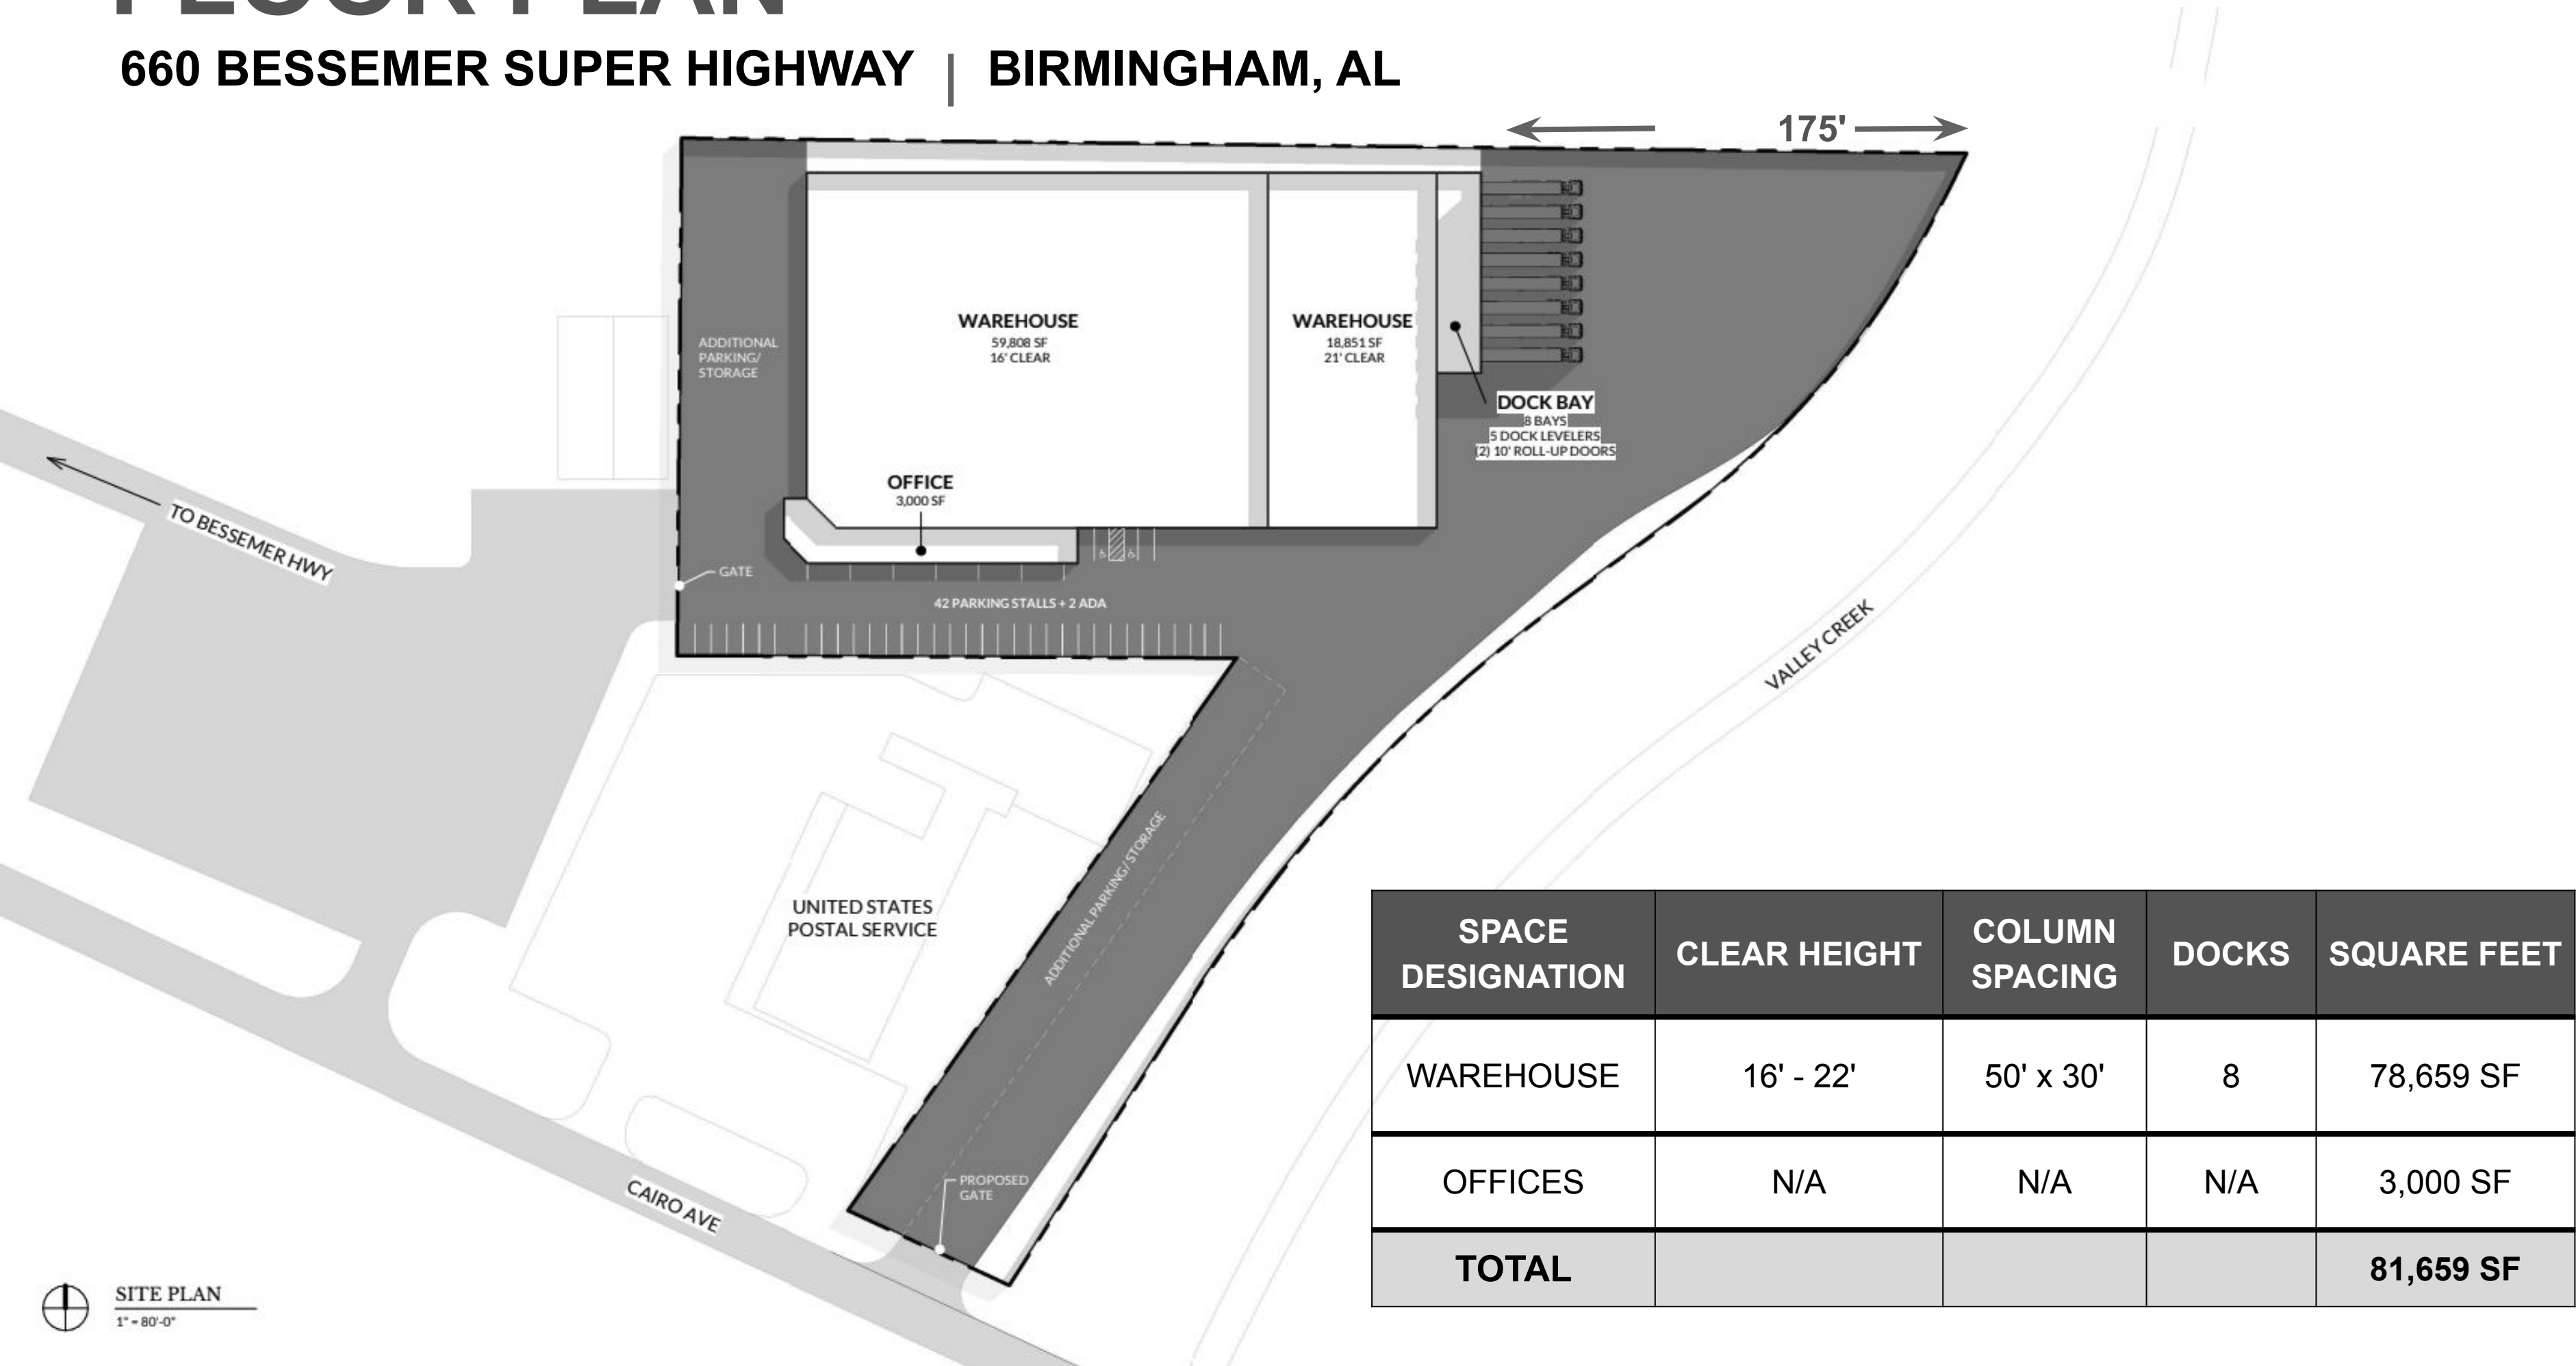 FLOOR PLAN
660 BESSEMER SUPER HIGHWAY | BIRMINGHAM, AL
175'
WAREHOUSE
59,808 SF
16' CLEAR
WAREHOUSE
18,851 SF
21' CLEAR
ADDITIONAL
PARKING/
STORAGE
DOCK BAY
8 BAYS
5 DOCK LEVELERS
(2) 10' ROLL-UP DOORS
OFFICE
3,000 SF
TO BESSEMER HWY
GATE
42 PARKING STALLS + 2 ADA
VALLEY CREEK
ADDITIONAL PARKING/ STORAGE
UNITED STATES
POSTAL SERVICE
PROPOSED
GATE
CAIRO AVE
SITE PLAN
1" = 80'-0"
SPACE
DESIGNATION
CLEAR HEIGHT
COLUMN
SPACING
DOCKS
SQUARE FEET
WAREHOUSE
16' - 22'
50' x 30'
8
78,659 SF
OFFICES
N/A
N/A
N/A
3,000 SF
TOTAL
81,659 SF